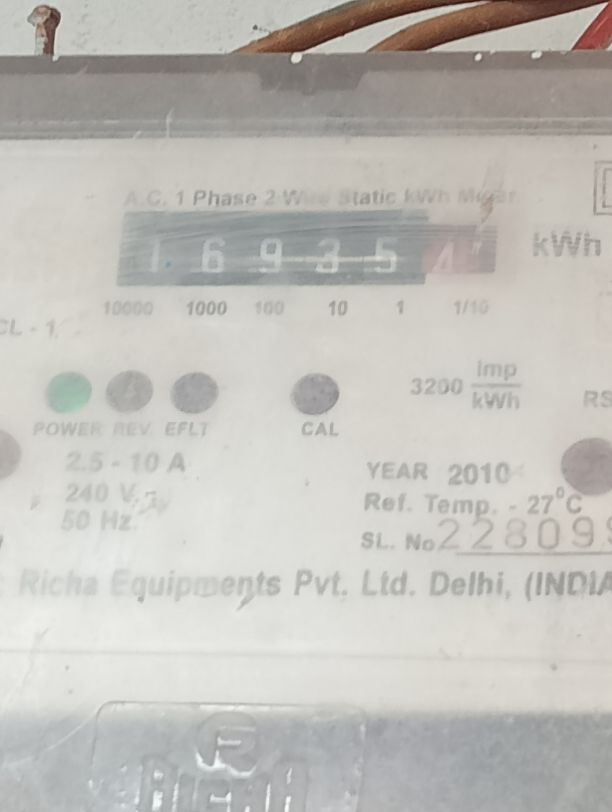 A.C. 1 Phase 2 Wire Static kWh Meter
1 6 9 3 5 4
kWh
10000 1000 100 10 1 1/10
CL - 1
3200 imp
kWh
RS
POWER REV EFLT CAL
2.5 - 10 A
240 V
50 Hz
YEAR 2010
Ref. Temp. - 27°C
SL. No 22809
Richa Equipments Pvt. Ltd. Delhi, (INDIA
R
RICHA